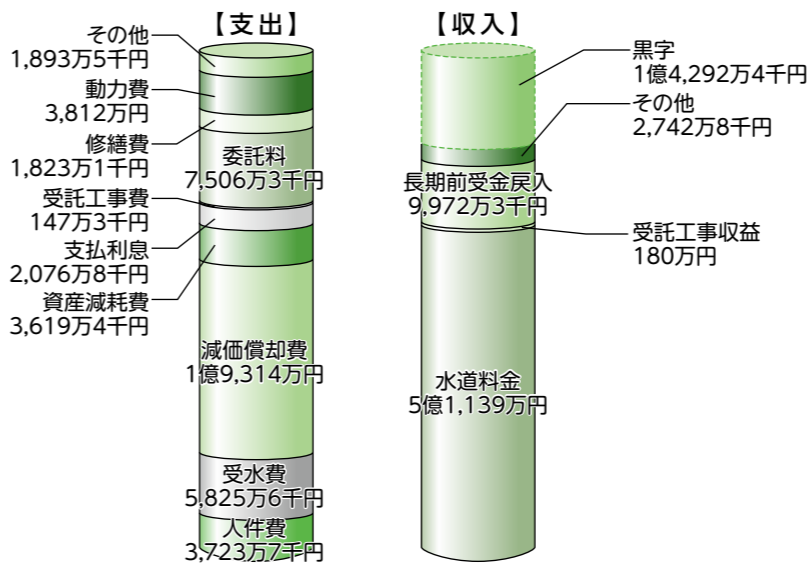 【支出】
その他
1,893万5千円
動力費
3,812万円
修繕費
1,823万1千円
委託料
7,506万3千円
受託工事費
147万3千円
支払利息
2,076万8千円
資産減耗費
3,619万4千円
減価償却費
1億9,314万円
受水費
5,825万6千円
人件費
3,723万7千円
【収入】
黒字
1億4,292万4千円
その他
2,742万8千円
長期前受金戻入
9,972万3千円
受託工事収益
180万円
水道料金
5億1,139万円